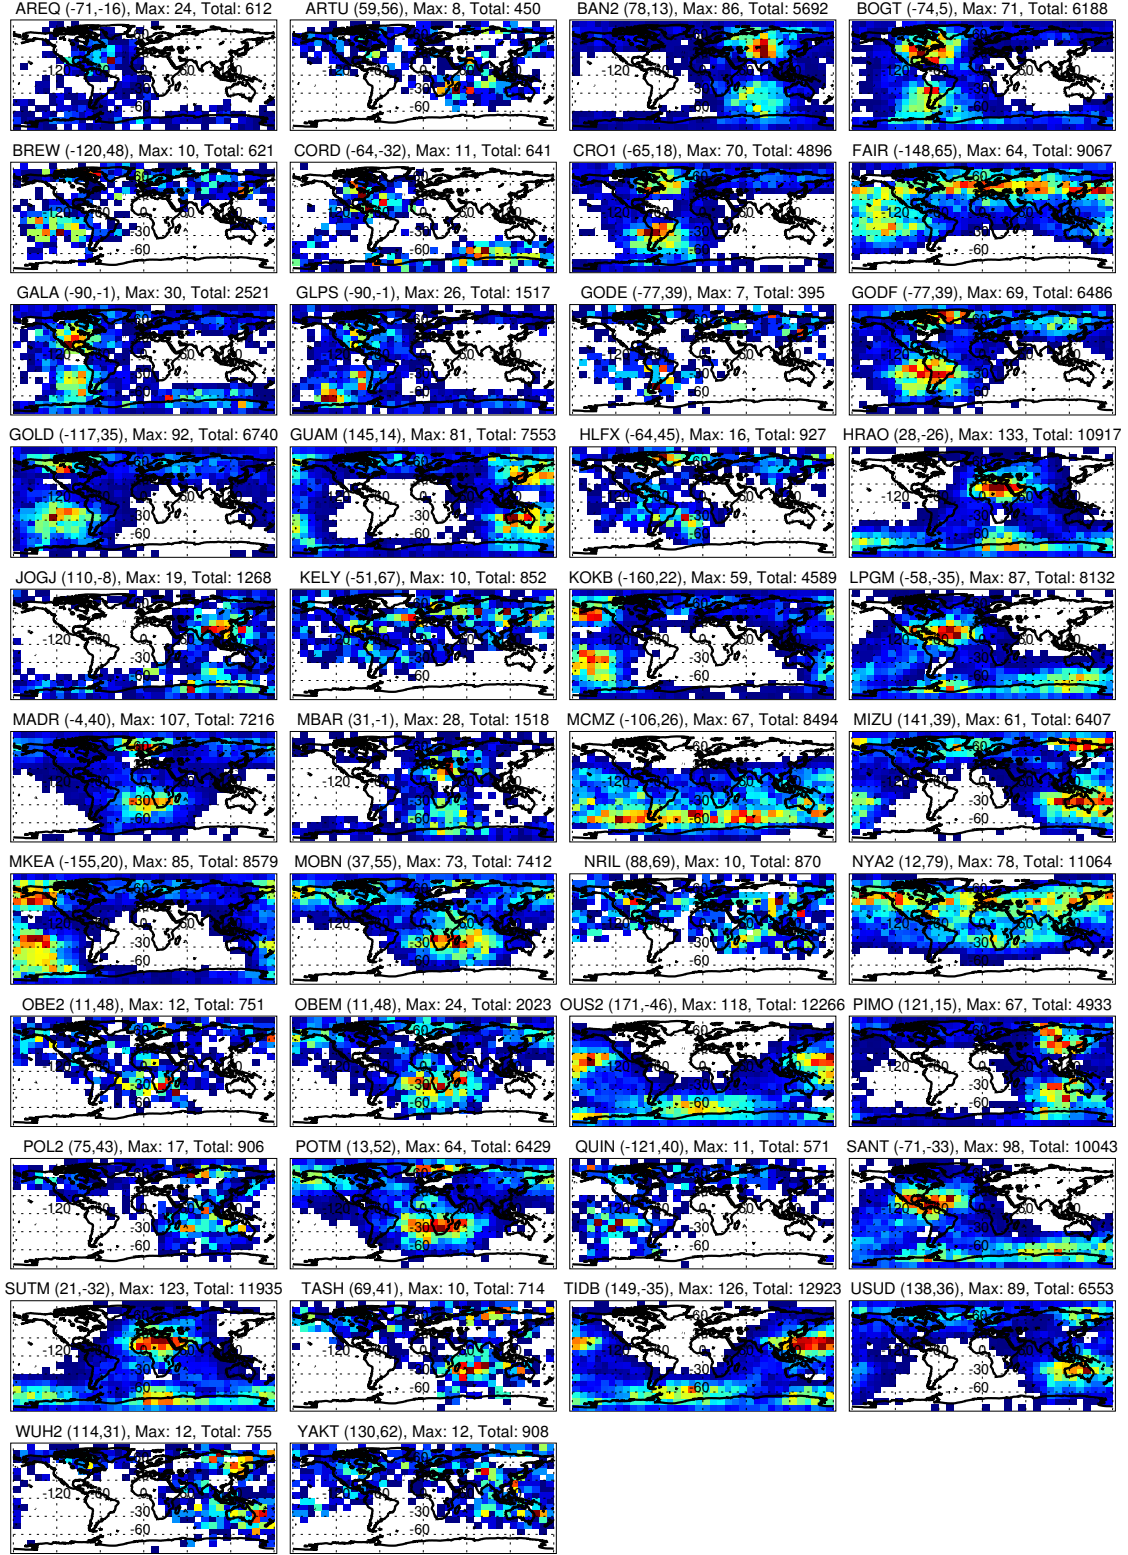 AREQ (-71,-16), Max: 24, Total: 612
ARTU (59,56), Max: 8, Total: 450
BAN2 (78,13), Max: 86, Total: 5692
BOGT (-74,5), Max: 71, Total: 6188
BREW (-120,48), Max: 10, Total: 621
CORD (-64,-32), Max: 11, Total: 641
CRO1 (-65,18), Max: 70, Total: 4896
FAIR (-148,65), Max: 64, Total: 9067
GALA (-90,-1), Max: 30, Total: 2521
GLPS (-90,-1), Max: 26, Total: 1517
GODE (-77,39), Max: 7, Total: 395
GODF (-77,39), Max: 69, Total: 6486
GOLD (-117,35), Max: 92, Total: 6740
GUAM (145,14), Max: 81, Total: 7553
HLFX (-64,45), Max: 16, Total: 927
HRAO (28,-26), Max: 133, Total: 10917
JOGJ (110,-8), Max: 19, Total: 1268
KELY (-51,67), Max: 10, Total: 852
KOKB (-160,22), Max: 59, Total: 4589
LPGM (-58,-35), Max: 87, Total: 8132
MADR (-4,40), Max: 107, Total: 7216
MBAR (31,-1), Max: 28, Total: 1518
MCMZ (-106,26), Max: 67, Total: 8494
MIZU (141,39), Max: 61, Total: 6407
MKEA (-155,20), Max: 85, Total: 8579
MOBN (37,55), Max: 73, Total: 7412
NRIL (88,69), Max: 10, Total: 870
NYA2 (12,79), Max: 78, Total: 11064
OBE2 (11,48), Max: 12, Total: 751
OBEM (11,48), Max: 24, Total: 2023
OUS2 (171,-46), Max: 118, Total: 12266
PIMO (121,15), Max: 67, Total: 4933
POL2 (75,43), Max: 17, Total: 906
POTM (13,52), Max: 64, Total: 6429
QUIN (-121,40), Max: 11, Total: 571
SANT (-71,-33), Max: 98, Total: 10043
SUTM (21,-32), Max: 123, Total: 11935
TASH (69,41), Max: 10, Total: 714
TIDB (149,-35), Max: 126, Total: 12923
USUD (138,36), Max: 89, Total: 6553
WUH2 (114,31), Max: 12, Total: 755
YAKT (130,62), Max: 12, Total: 908